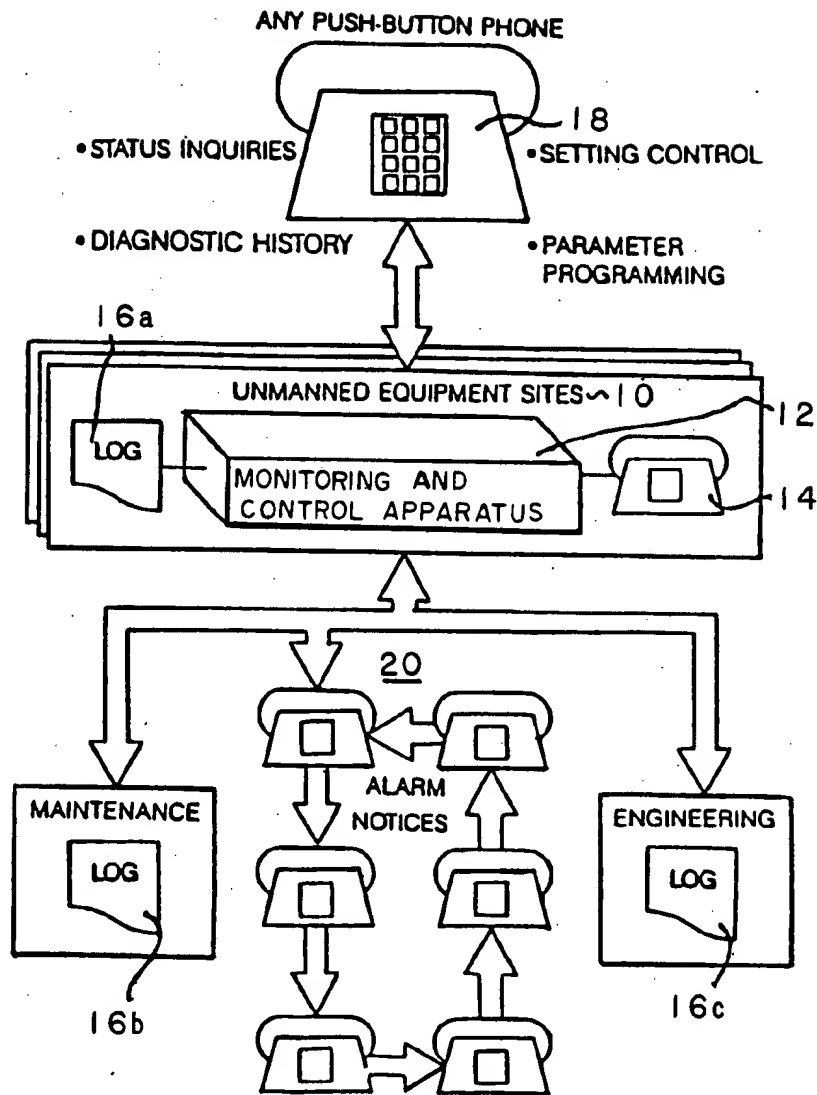 ANY PUSH-BUTTON PHONE
18
• STATUS INQUIRIES
• SETTING CONTROL
• DIAGNOSTIC HISTORY
• PARAMETER
PROGRAMMING
16a
UNMANNED EQUIPMENT SITES~10
12
LOG
MONITORING AND
CONTROL APPARATUS
14
20
MAINTENANCE
ALARM
NOTICES
ENGINEERING
LOG
LOG
16b
16c